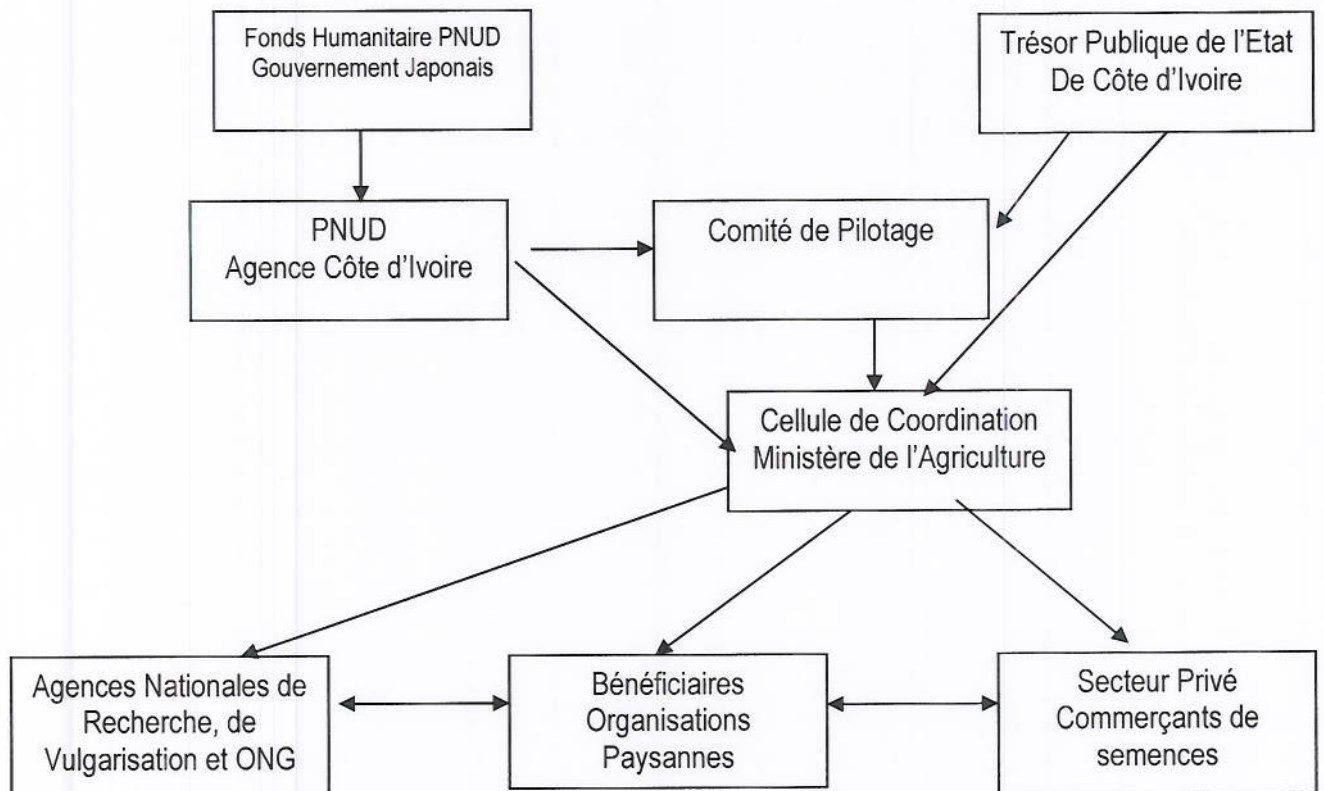 Fonds Humanitaire PNUD
Gouvernement Japonais
Trésor Publique de l'Etat
De Côte d'Ivoire
PNUD
Agence Côte d'Ivoire
Comité de Pilotage
Cellule de Coordination
Ministère de l'Agriculture
Agences Nationales de
Recherche, de
Vulgarisation et ONG
Bénéficiaires
Organisations
Paysannes
Secteur Privé
Commerçants de
semences